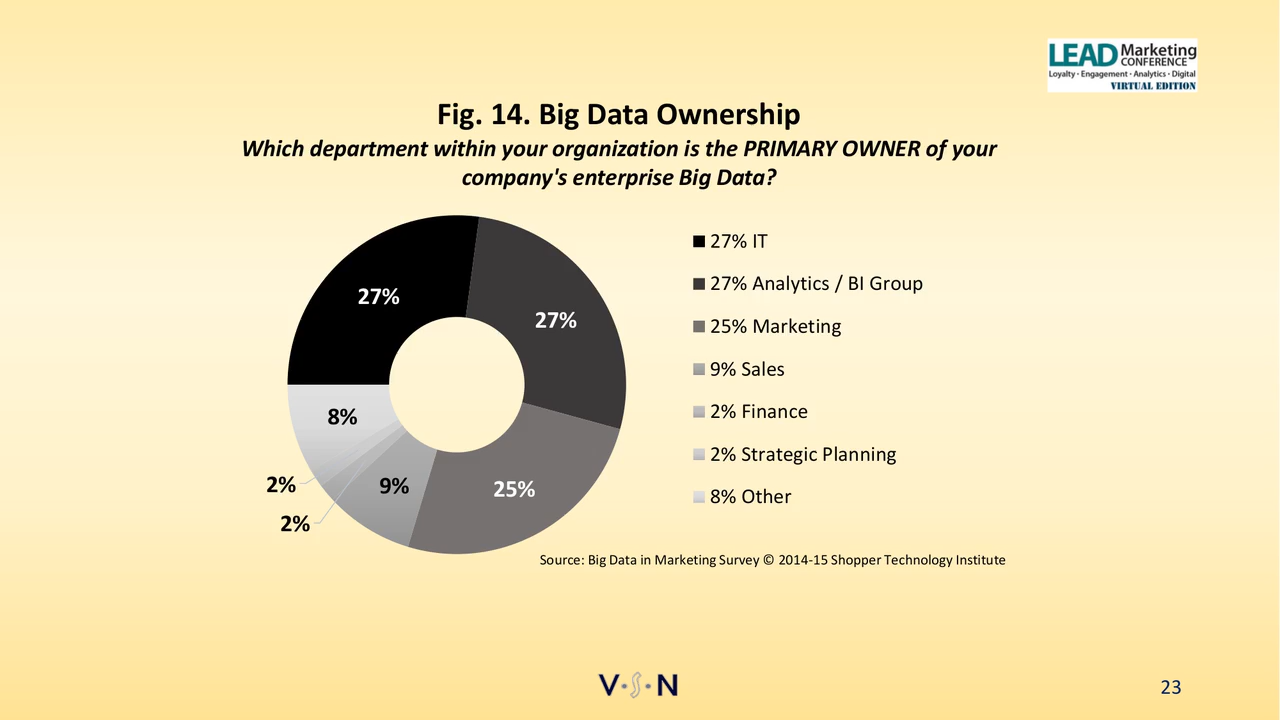 LEAD Marketing
CONFERENCE
Loyalty · Engagement · Analytics · Digital
VIRTUAL EDITION
Fig. 14. Big Data Ownership
Which department within your organization is the PRIMARY OWNER of your
company's enterprise Big Data?
27%
27%
25%
9%
2%
2%
8%
27% IT
27% Analytics / BI Group
25% Marketing
9% Sales
2% Finance
2% Strategic Planning
8% Other
Source: Big Data in Marketing Survey © 2014-15 Shopper Technology Institute
V·S·N
23